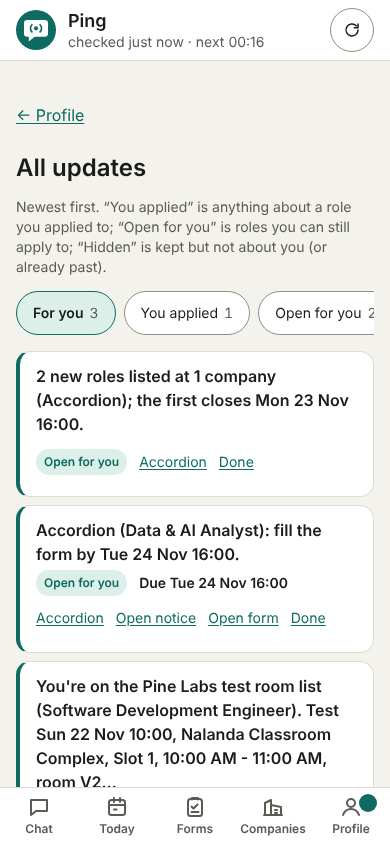 Ping
checked just now · next 00:16
← Profile
All updates
Newest first. “You applied” is anything about a role
you applied to; “Open for you” is roles you can still
apply to; “Hidden” is kept but not about you (or
already past).
For you 3
You applied 1
Open for you 2
2 new roles listed at 1 company
(Accordion); the first closes Mon 23 Nov
16:00.
Open for you Accordion Done
Accordion (Data & AI Analyst): fill the
form by Tue 24 Nov 16:00.
Open for you Due Tue 24 Nov 16:00
Accordion Open notice Open form Done
You're on the Pine Labs test room list
(Software Development Engineer). Test
Sun 22 Nov 10:00, Nalanda Classroom
Complex, Slot 1, 10:00 AM - 11:00 AM,
room V2...
Chat
Today
Forms
Companies
Profile